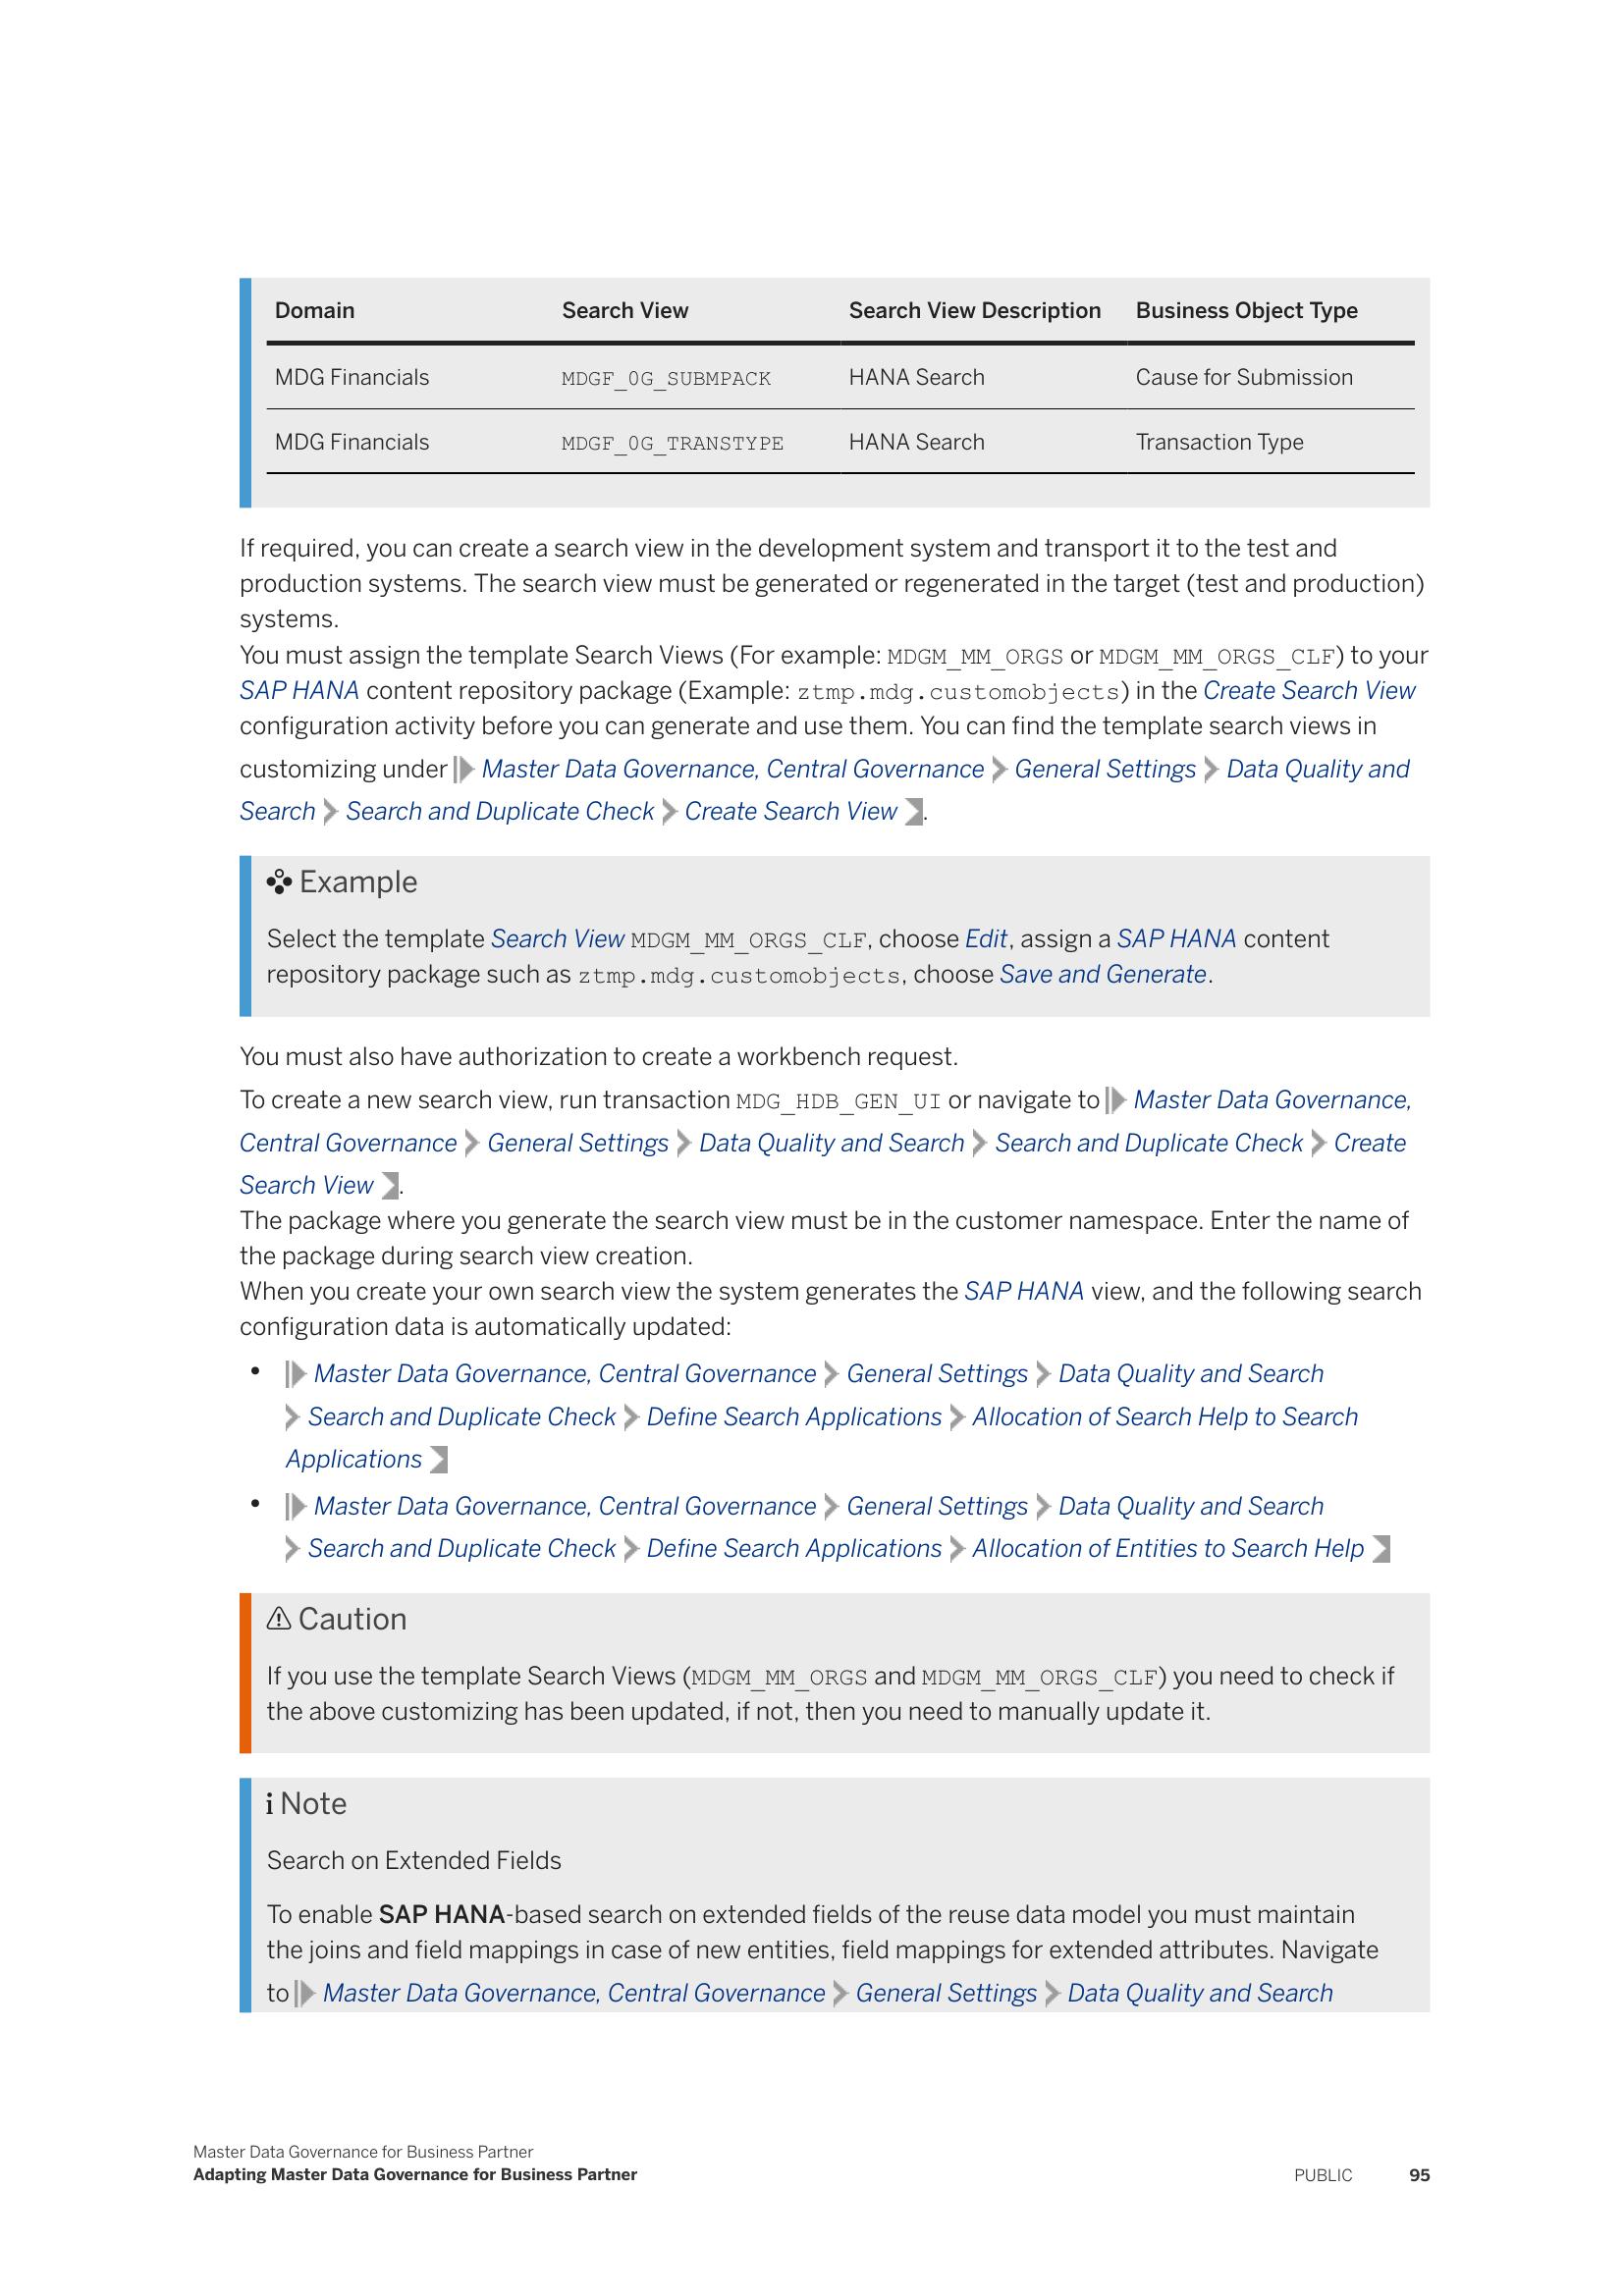 Domain Search View Search View Description Business Object Type
MDG Financials MDGF_0G_SUBMPACK HANA Search Cause for Submission
MDG Financials MDGF_0G_TRANSTYPE HANA Search Transaction Type
If required, you can create a search view in the development system and transport it to the test and
production systems. The search view must be generated or regenerated in the target (test and production)
systems.
You must assign the template Search Views (For example: MDGM_MM_ORGS or MDGM_MM_ORGS_CLF) to your
SAP HANA content repository package (Example: ztmp.mdg.customobjects) in the Create Search View
configuration activity before you can generate and use them. You can find the template search views in
customizing under Master Data Governance, Central Governance General Settings Data Quality and
Search Search and Duplicate Check Create Search View .
Example
Select the template Search View MDGM_MM_ORGS_CLF, choose Edit, assign a SAP HANA content
repository package such as ztmp.mdg.customobjects, choose Save and Generate.
You must also have authorization to create a workbench request.
To create a new search view, run transaction MDG_HDB_GEN_UI or navigate to Master Data Governance,
Central Governance General Settings Data Quality and Search Search and Duplicate Check Create
Search View .
The package where you generate the search view must be in the customer namespace. Enter the name of
the package during search view creation.
When you create your own search view the system generates the SAP HANA view, and the following search
configuration data is automatically updated:
• Master Data Governance, Central Governance General Settings Data Quality and Search
Search and Duplicate Check Define Search Applications Allocation of Search Help to Search
Applications
• Master Data Governance, Central Governance General Settings Data Quality and Search
Search and Duplicate Check Define Search Applications Allocation of Entities to Search Help
Caution
If you use the template Search Views (MDGM_MM_ORGS and MDGM_MM_ORGS_CLF) you need to check if
the above customizing has been updated, if not, then you need to manually update it.
Note
Search on Extended Fields
To enable SAP HANA-based search on extended fields of the reuse data model you must maintain
the joins and field mappings in case of new entities, field mappings for extended attributes. Navigate
to Master Data Governance, Central Governance General Settings Data Quality and Search
Master Data Governance for Business Partner
Adapting Master Data Governance for Business Partner PUBLIC 95